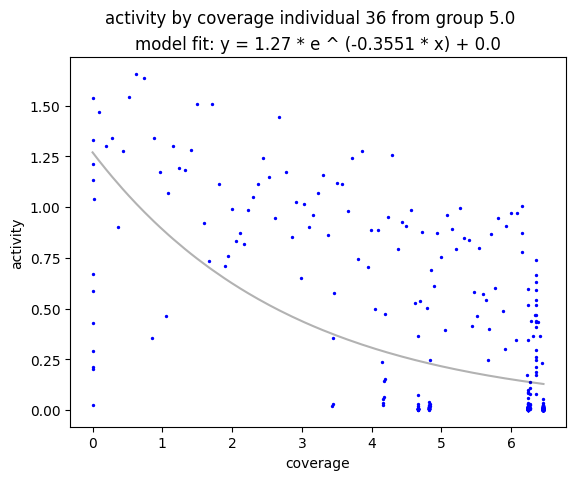 activity by coverage individual 36 from group 5.0
model fit: y = 1.27 * e ^ (-0.3551 * x) + 0.0
1.50
1.25
1.00
0.75
0.50
0.25
0.00
activity
0 1 2 3 4 5 6
coverage